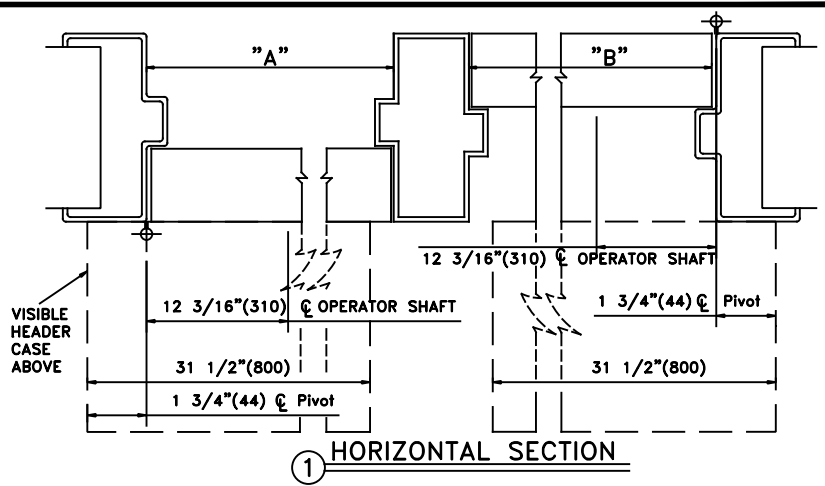 "A"
"B"
12 3/16"(310) ℄ OPERATOR SHAFT
12 3/16"(310) ℄ OPERATOR SHAFT
1 3/4"(44) ℄ Pivot
VISIBLE
HEADER
CASE
ABOVE
31 1/2"(800)
31 1/2"(800)
1 3/4"(44) ℄ Pivot
1 HORIZONTAL SECTION